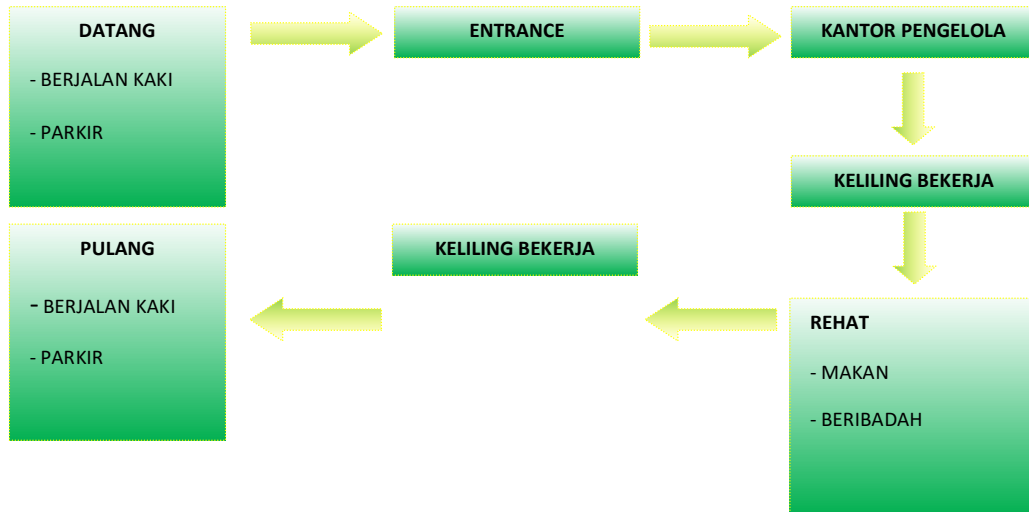 DATANG
- BERJALAN KAKI
- PARKIR
ENTRANCE
KANTOR PENGELOLA
KELILING BEKERJA
REHAT
- MAKAN
- BERIBADAH
KELILING BEKERJA
PULANG
- BERJALAN KAKI
- PARKIR